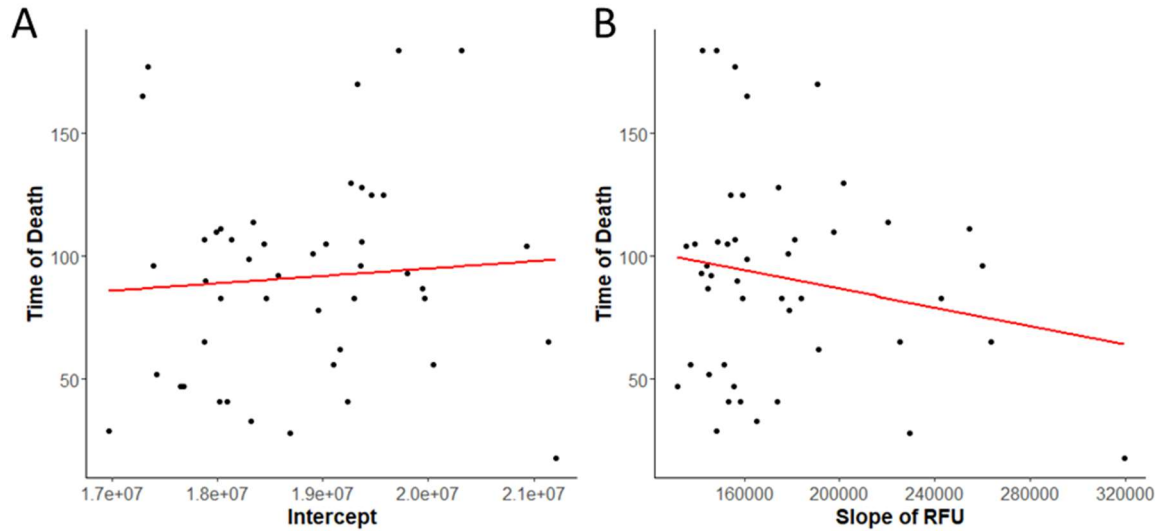 A
Time of Death
150
100
50
1.7e+07 1.8e+07 1.9e+07 2.0e+07 2.1e+07
Intercept
B
Time of Death
150
100
50
160000 200000 240000 280000 320000
Slope of RFU